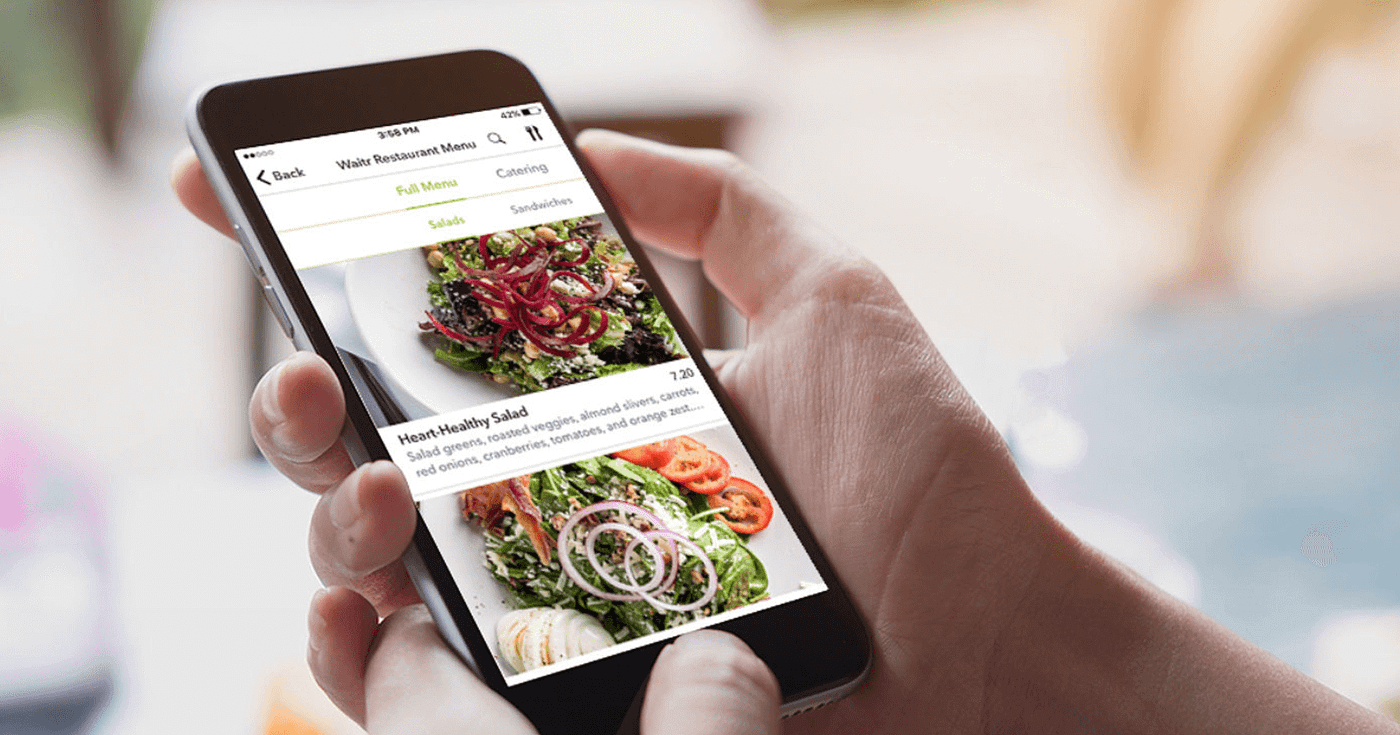 3:58 PM
42%
Back
Waitr Restaurant Menu
Full Menu
Catering
Salads
Sandwiches
Heart-Healthy Salad
7.20
Salad greens, roasted veggies, almond slivers, carrots,
red onions, cranberries, tomatoes, and orange zest....